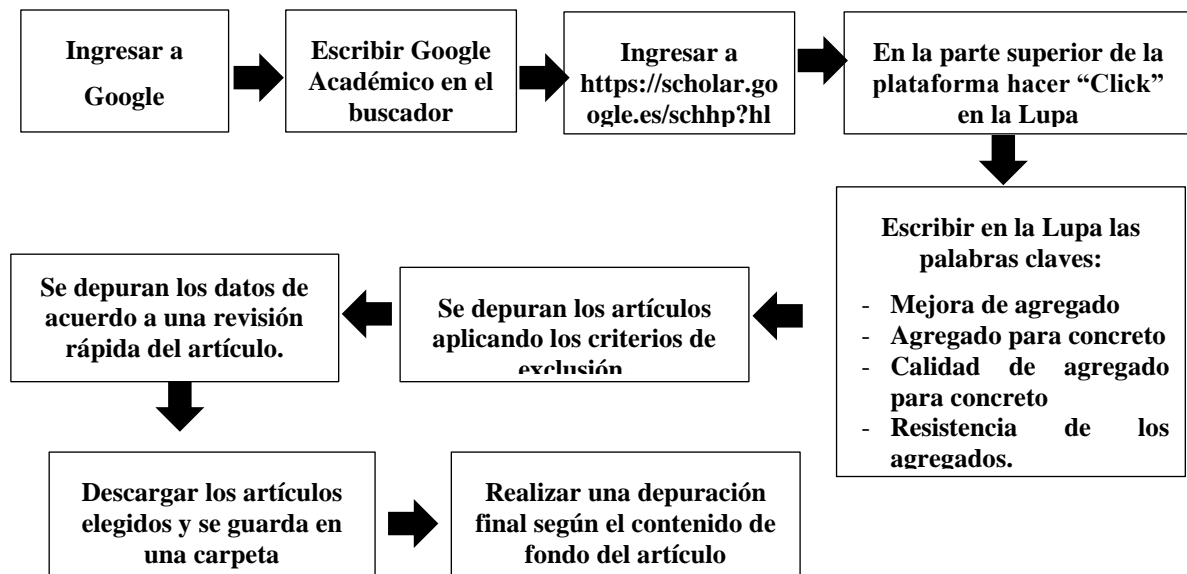 Ingresar a
Google
Escribir Google
Académico en el
buscador
Ingresar a
https://scholar.go
ogle.es/schhp?hl
En la parte superior de la
plataforma hacer “Click”
en la Lupa
Escribir en la Lupa las
palabras claves:
- Mejora de agregado
- Agregado para concreto
- Calidad de agregado
para concreto
- Resistencia de los
agregados.
Se depuran los artículos
aplicando los criterios de
exclusión
Se depuran los datos de
acuerdo a una revisión
rápida del artículo.
Descargar los artículos
elegidos y se guarda en
una carpeta
Realizar una depuración
final según el contenido de
fondo del artículo